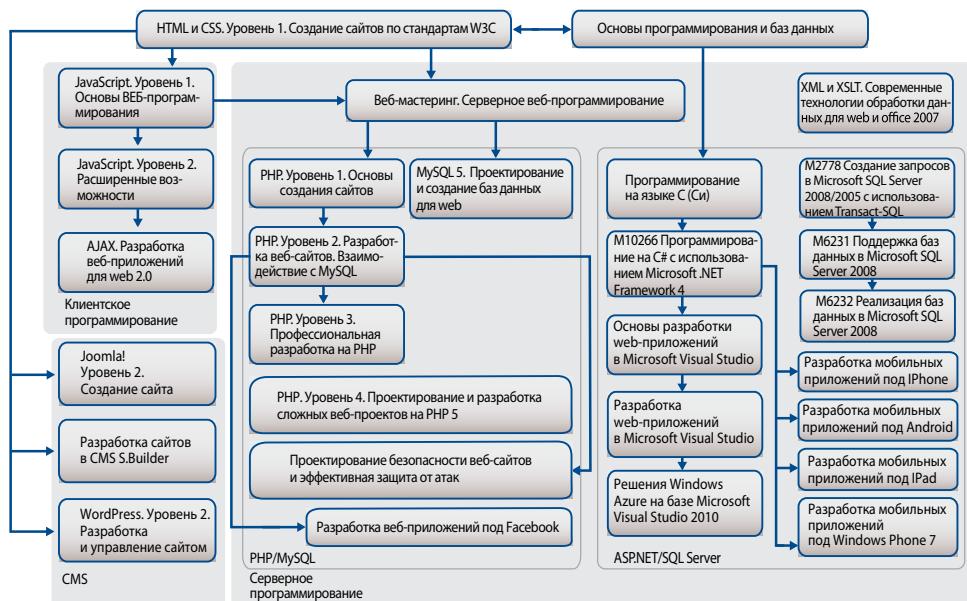 HTML и CSS. Уровень 1. Создание сайтов по стандартам W3C
Основы программирования и баз данных
JavaScript. Уровень 1.
Основы ВЕБ-програм-
мирования
Веб-мастеринг. Серверное веб-программирование
XML и XSLT. Современные
технологии обработки дан-
ных для web и office 2007
JavaScript. Уровень 2.
Расширенные воз-
можности
AJAX. Разработка
веб-приложений
для web 2.0
Клиентское
программирование
PHP. Уровень 1. Основы
создания сайтов
MySQL 5. Проектирование
и создание баз данных
для web
PHP. Уровень 2. Разработ-
ка веб-сайтов. Взаимо-
действие с MySQL
PHP. Уровень 3.
Профессиональная
разработка на PHP
PHP. Уровень 4. Проектирование и разработка
сложных веб-проектов на PHP 5
Проектирование безопасности веб-сайтов
и эффективная защита от атак
Разработка веб-приложений под Facebook
PHP/MySQL
Программирование
на языке C (Си)
M10266 Программирова-
ние на C# с использова-
нием Microsoft .NET
Framework 4
Основы разработки
web-приложений
в Microsoft Visual Studio
Разработка
web-приложений
в Microsoft Visual Studio
Решения Windows
Azure на базе Microsoft
Visual Studio 2010
M2778 Создание запросов
в Microsoft SQL Server
2008/2005 с использова-
нием Transact-SQL
M6231 Поддержка баз
данных в Microsoft SQL
Server 2008
M6232 Реализация баз
данных в Microsoft SQL
Server 2008
Разработка мобильных
приложений под IPhone
Разработка мобильных
приложений под Android
Разработка мобильных
приложений под IPad
Разработка мобильных
приложений
под Windows Phone 7
ASP.NET/SQL Server
Joomla!
Уровень 2.
Создание сайта
Разработка сайтов
в CMS S.Builder
WordPress. Уровень 2.
Разработка
и управление сайтом
CMS
Серверное
программирование